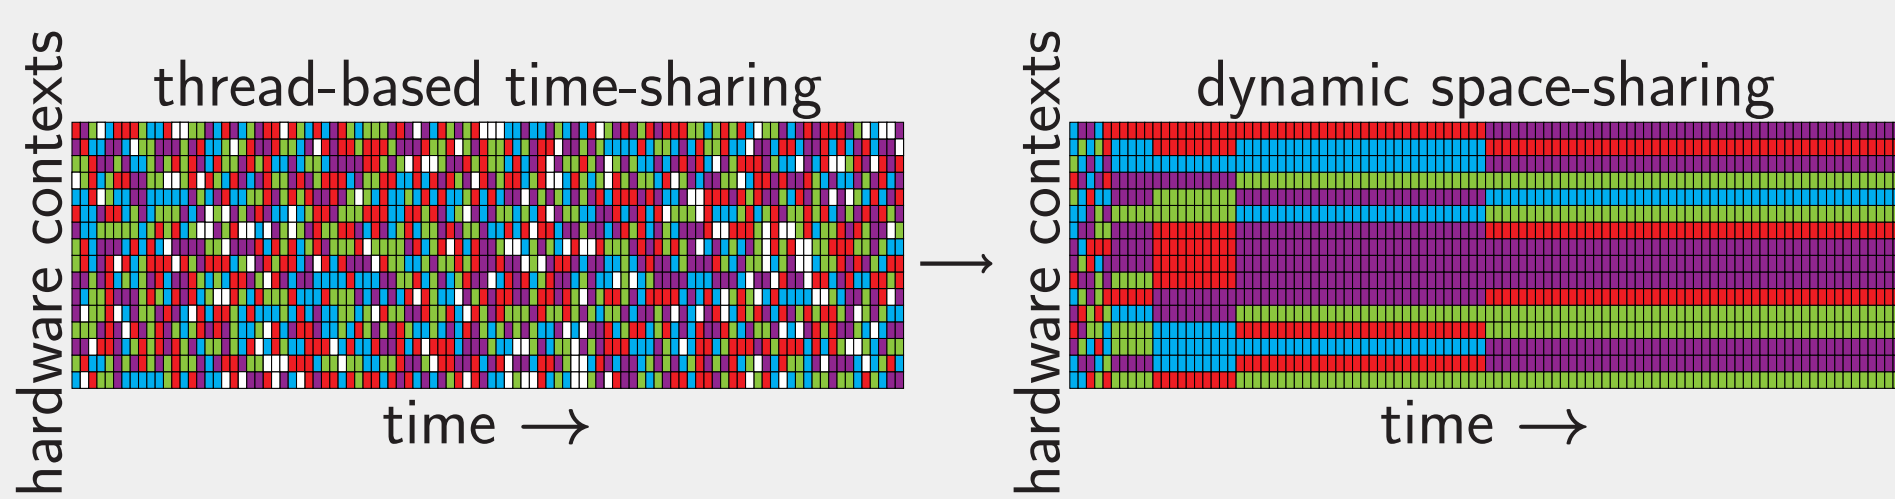 hardware contexts
thread-based time-sharing
time →
→
hardware contexts
dynamic space-sharing
time →